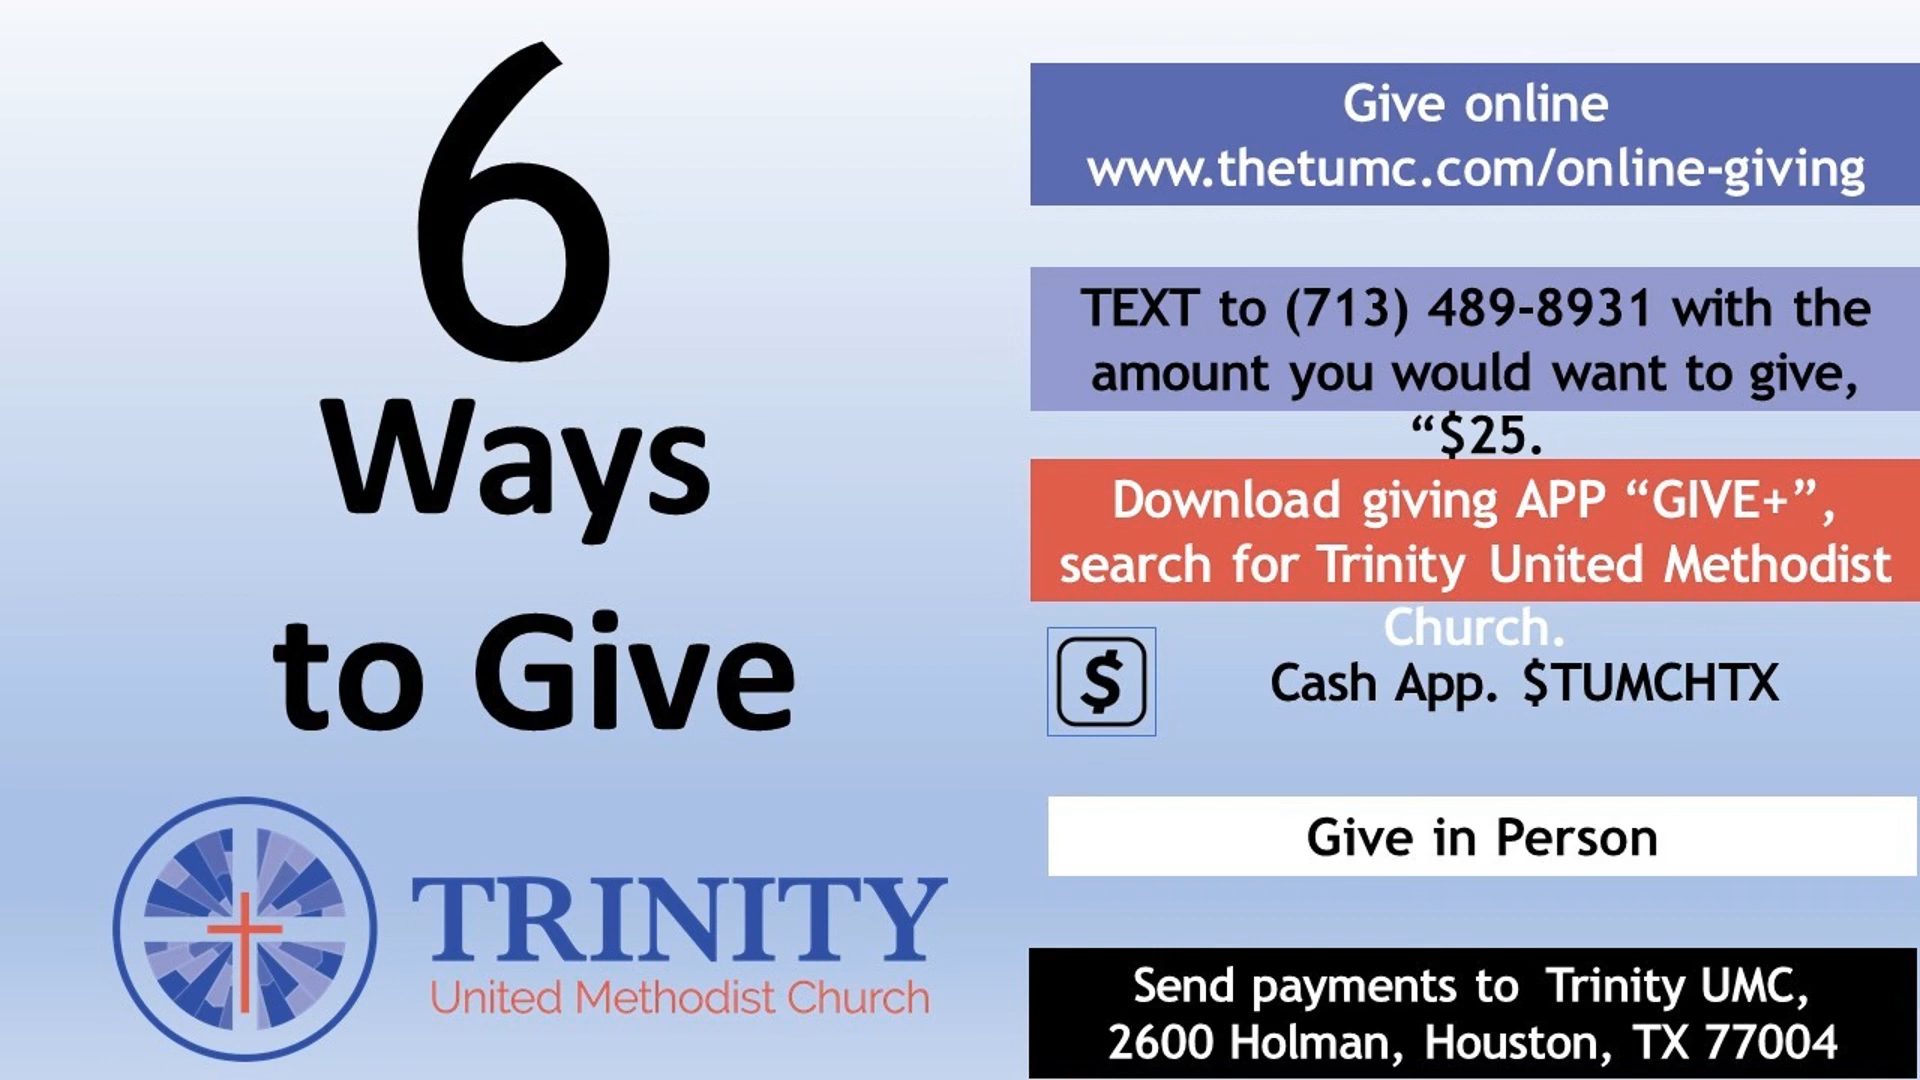 6
Ways
to Give
TRINITY
United Methodist Church
Give online
www.thetumc.com/online-giving
TEXT to (713) 489-8931 with the
amount you would want to give,
“$25.
Download giving APP “GIVE+”,
search for Trinity United Methodist
Church.
$
Cash App. $TUMCHTX
Give in Person
Send payments to Trinity UMC,
2600 Holman, Houston, TX 77004